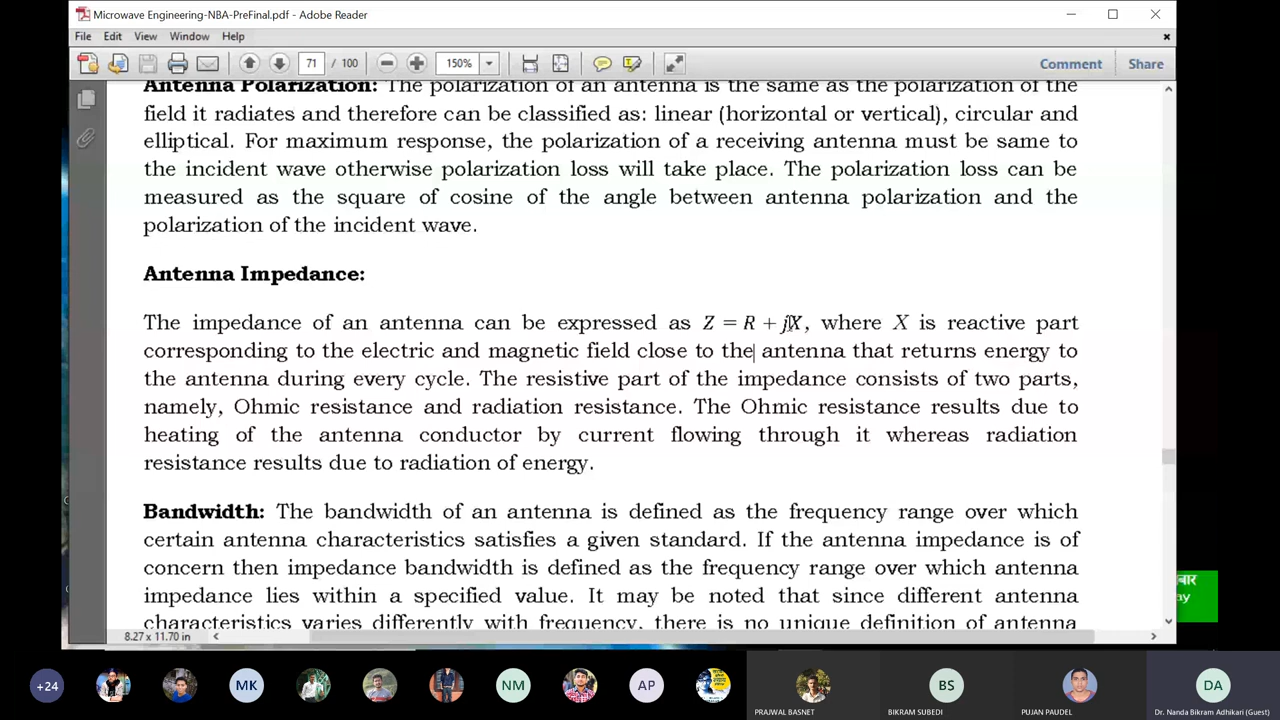 Microwave Engineering-NBA-PreFinal.pdf - Adobe Reader
File Edit View Window Help
71 / 100 150% Comment Share
Antenna Polarization: The polarization of an antenna is the same as the polarization of the
field it radiates and therefore can be classified as: linear (horizontal or vertical), circular and
elliptical. For maximum response, the polarization of a receiving antenna must be same to
the incident wave otherwise polarization loss will take place. The polarization loss can be
measured as the square of cosine of the angle between antenna polarization and the
polarization of the incident wave.
Antenna Impedance:
The impedance of an antenna can be expressed as Z = R + jX, where X is reactive part
corresponding to the electric and magnetic field close to the antenna that returns energy to
the antenna during every cycle. The resistive part of the impedance consists of two parts,
namely, Ohmic resistance and radiation resistance. The Ohmic resistance results due to
heating of the antenna conductor by current flowing through it whereas radiation
resistance results due to radiation of energy.
Bandwidth: The bandwidth of an antenna is defined as the frequency range over which
certain antenna characteristics satisfies a given standard. If the antenna impedance is of
concern then impedance bandwidth is defined as the frequency range over which antenna
impedance lies within a specified value. It may be noted that since different antenna
characteristics varies differently with frequency, there is no unique definition of antenna
8.27 x 11.70 in
+24 MK NM AP BS DA
PRAJWAL BASNET BIKRAM SUBEDI PUJAN PAUDEL Dr. Nanda Bikram Adhikari (Guest)